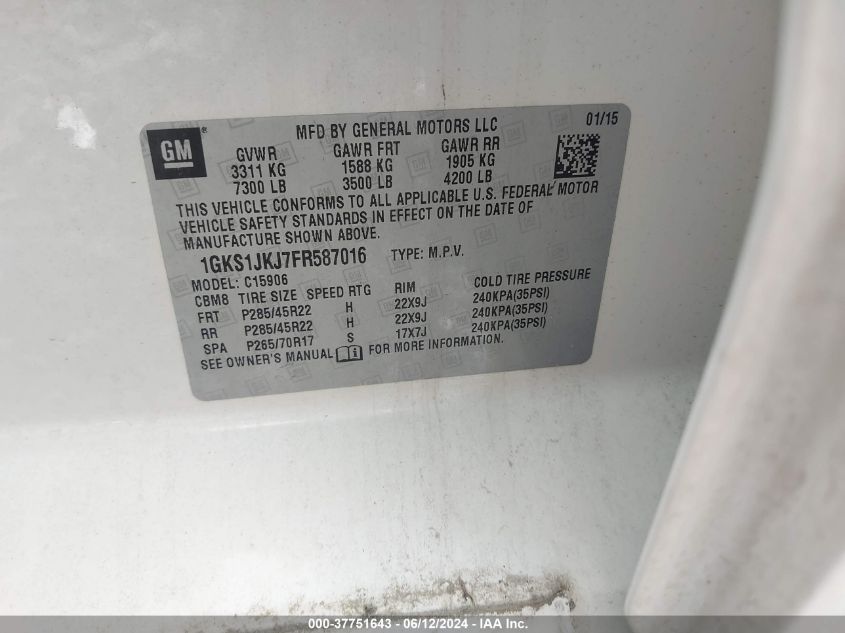 MFD BY GENERAL MOTORS LLC 01/15
GM ®
GVWR GAWR FRT GAWR RR
3311 KG 1588 KG 1905 KG
7300 LB 3500 LB 4200 LB
THIS VEHICLE CONFORMS TO ALL APPLICABLE U.S. FEDERAL MOTOR
VEHICLE SAFETY STANDARDS IN EFFECT ON THE DATE OF
MANUFACTURE SHOWN ABOVE.
1GKS1JKJ7FR587016 TYPE: M.P.V.
MODEL: C15906
CBM8 TIRE SIZE SPEED RTG RIM COLD TIRE PRESSURE
FRT P285/45R22 H 22X9J 240KPA(35PSI)
RR P285/45R22 H 22X9J 240KPA(35PSI)
SPA P265/70R17 S 17X7J 240KPA(35PSI)
SEE OWNER'S MANUAL FOR MORE INFORMATION.
000-37751643 - 06/12/2024 - IAA Inc.